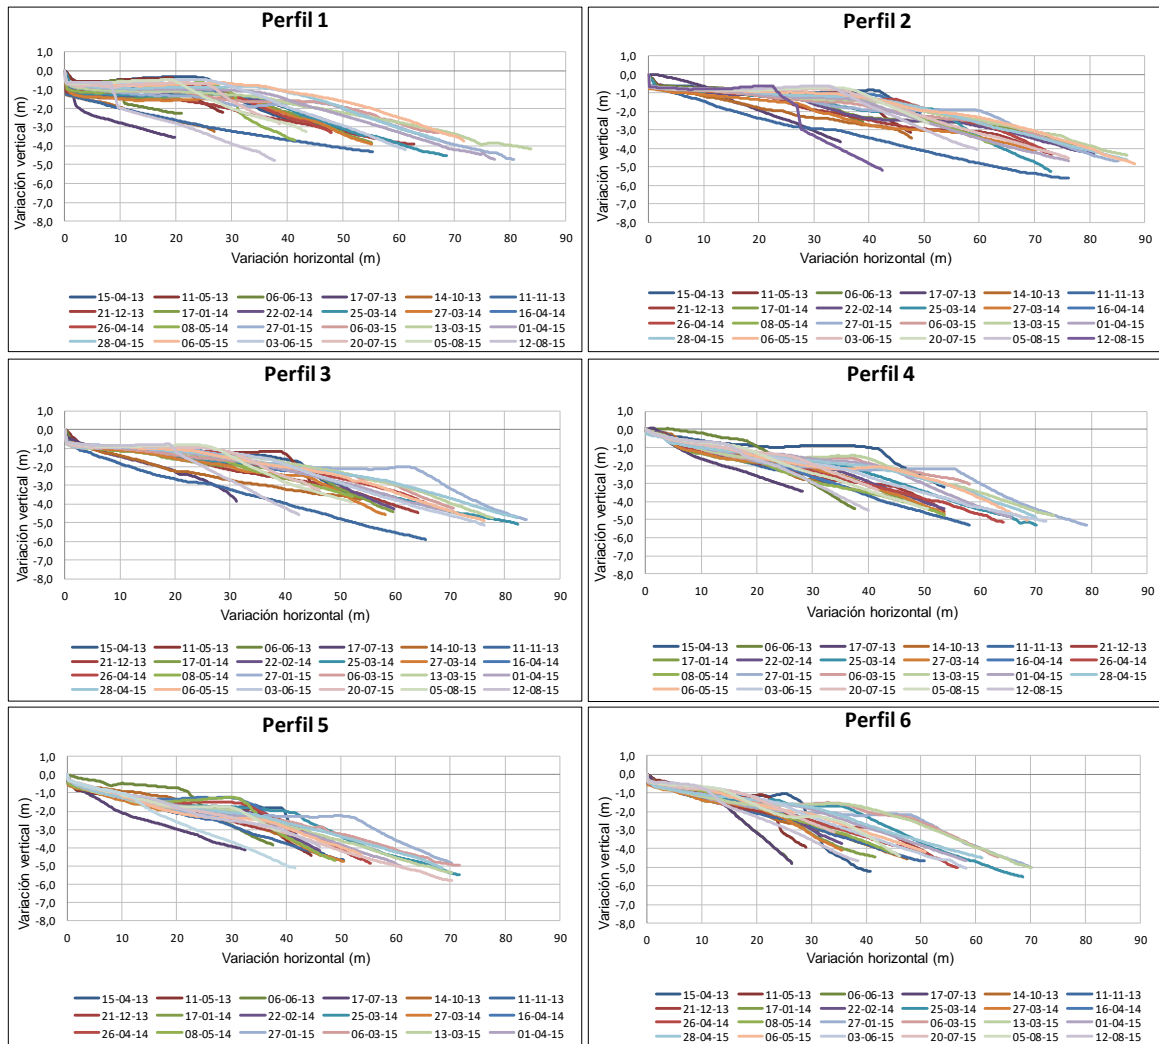 Perfil 1
Variación vertical (m)
1,0
0,0
-1,0
-2,0
-3,0
-4,0
-5,0
-6,0
-7,0
-8,0
0 10 20 30 40 50 60 70 80 90
Variación horizontal (m)
15-04-13 11-05-13 06-06-13 17-07-13 14-10-13 11-11-13
21-12-13 17-01-14 22-02-14 25-03-14 27-03-14 16-04-14
26-04-14 08-05-14 27-01-15 06-03-15 13-03-15 01-04-15
28-04-15 06-05-15 03-06-15 20-07-15 05-08-15 12-08-15
Perfil 2
Variación vertical (m)
1,0
0,0
-1,0
-2,0
-3,0
-4,0
-5,0
-6,0
-7,0
-8,0
0 10 20 30 40 50 60 70 80 90
Variación horizontal (m)
15-04-13 11-05-13 06-06-13 17-07-13 14-10-13 11-11-13
21-12-13 17-01-14 22-02-14 25-03-14 27-03-14 16-04-14
26-04-14 08-05-14 27-01-15 06-03-15 13-03-15 01-04-15
28-04-15 06-05-15 03-06-15 20-07-15 05-08-15 12-08-15
Perfil 3
Variación vertical (m)
1,0
0,0
-1,0
-2,0
-3,0
-4,0
-5,0
-6,0
-7,0
-8,0
0 10 20 30 40 50 60 70 80 90
Variación horizontal (m)
15-04-13 11-05-13 06-06-13 17-07-13 14-10-13 11-11-13
21-12-13 17-01-14 22-02-14 25-03-14 27-03-14 16-04-14
26-04-14 08-05-14 27-01-15 06-03-15 13-03-15 01-04-15
28-04-15 06-05-15 03-06-15 20-07-15 05-08-15 12-08-15
Perfil 4
Variación vertical (m)
1,0
0,0
-1,0
-2,0
-3,0
-4,0
-5,0
-6,0
-7,0
-8,0
0 10 20 30 40 50 60 70 80 90
Variación horizontal (m)
15-04-13 06-06-13 17-07-13 14-10-13 11-11-13 21-12-13
17-01-14 22-02-14 25-03-14 27-03-14 16-04-14 26-04-14
08-05-14 27-01-15 06-03-15 13-03-15 01-04-15 28-04-15
06-05-15 03-06-15 20-07-15 05-08-15 12-08-15
Perfil 5
Variación vertical (m)
1,0
0,0
-1,0
-2,0
-3,0
-4,0
-5,0
-6,0
-7,0
-8,0
0 10 20 30 40 50 60 70 80 90
Variación horizontal (m)
15-04-13 11-05-13 06-06-13 17-07-13 14-10-13 11-11-13
21-12-13 17-01-14 22-02-14 25-03-14 27-03-14 16-04-14
26-04-14 08-05-14 27-01-15 06-03-15 13-03-15 01-04-15
Perfil 6
Variación vertical (m)
1,0
0,0
-1,0
-2,0
-3,0
-4,0
-5,0
-6,0
-7,0
-8,0
0 10 20 30 40 50 60 70 80 90
Variación horizontal (m)
15-04-13 11-05-13 06-06-13 17-07-13 14-10-13 11-11-13
21-12-13 17-01-14 22-02-14 25-03-14 27-03-14 16-04-14
26-04-14 08-05-14 27-01-15 06-03-15 13-03-15 01-04-15
28-04-15 06-05-15 03-06-15 20-07-15 05-08-15 12-08-15